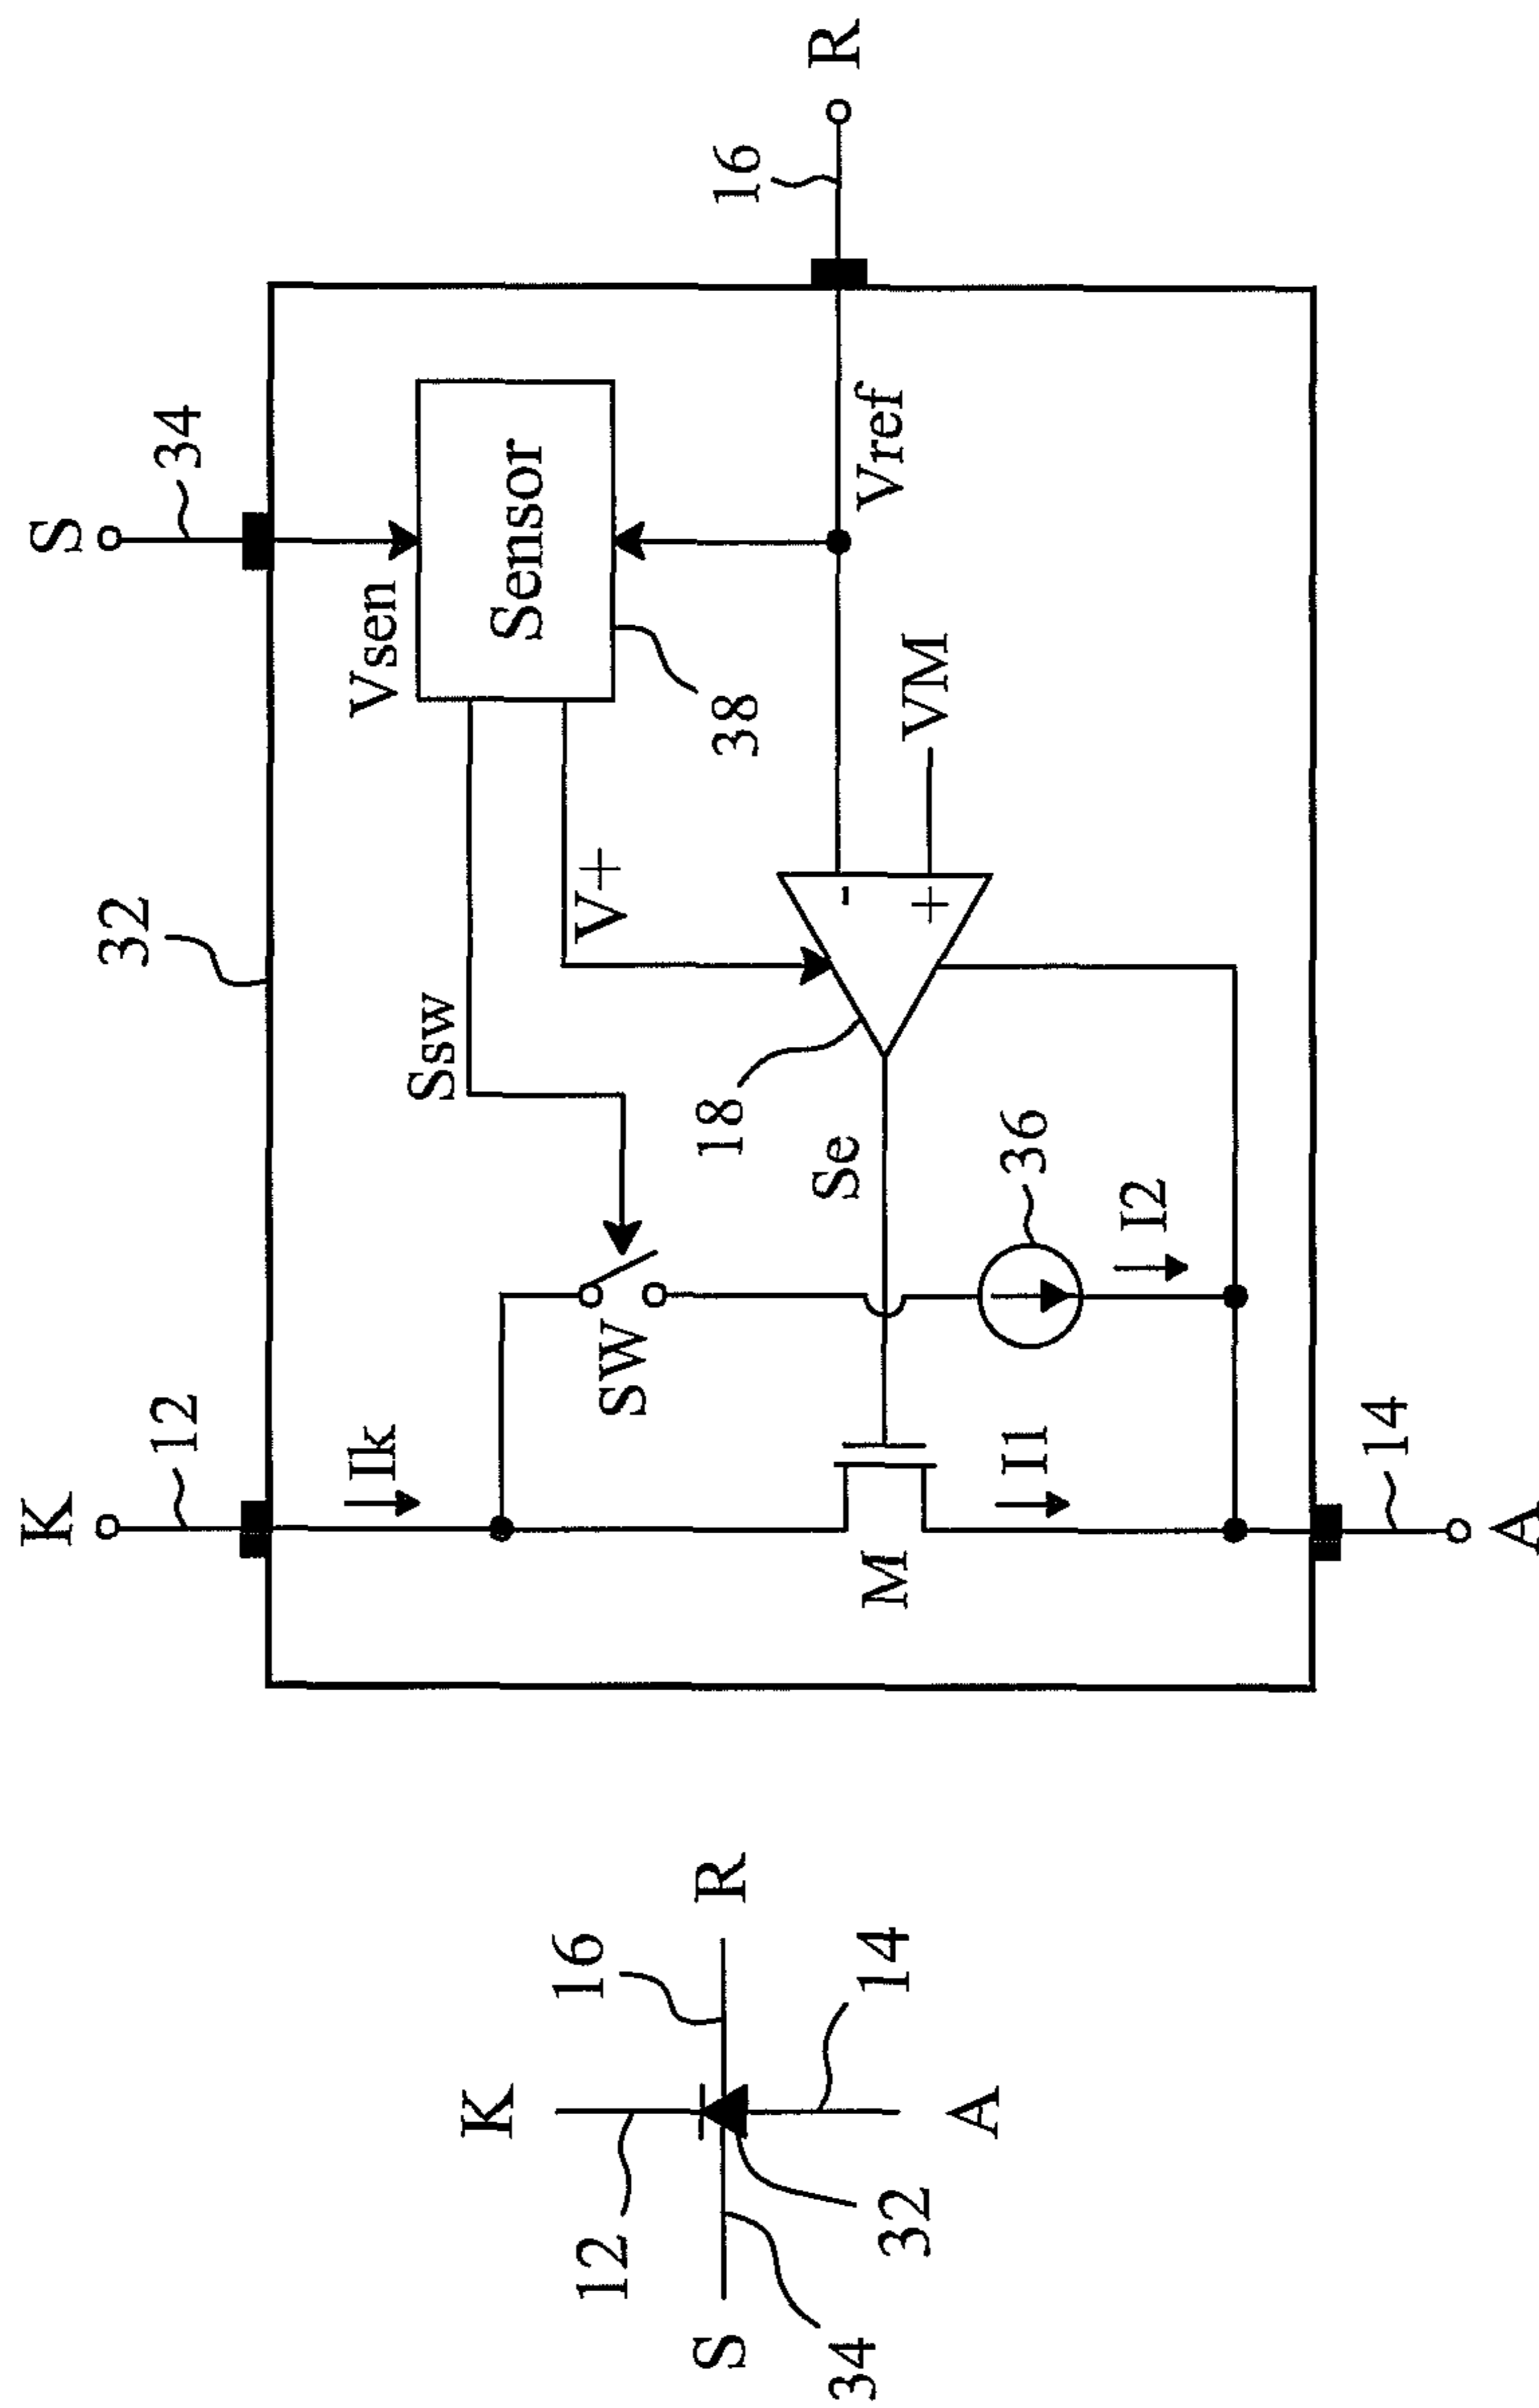 K
12
16
S
R
34
14
32
A
K
S
12
32
34
Ik
Vsen
Ssw
Sensor
SW
V+
38
16
R
18
Se
-
Vref
M
+
VM
I1
36
I2
14
A